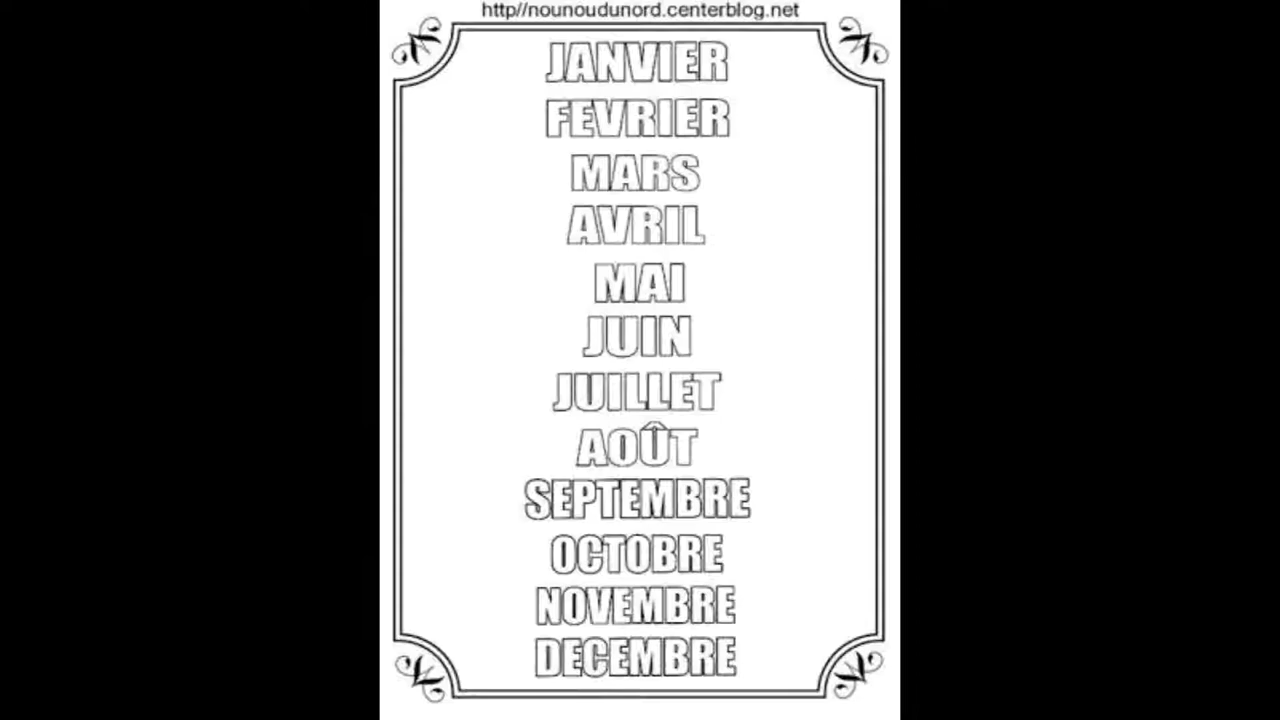 http//nounoudunord.centerblog.net
JANVIER
FEVRIER
MARS
AVRIL
MAI
JUIN
JUILLET
AOÛT
SEPTEMBRE
OCTOBRE
NOVEMBRE
DECEMBRE